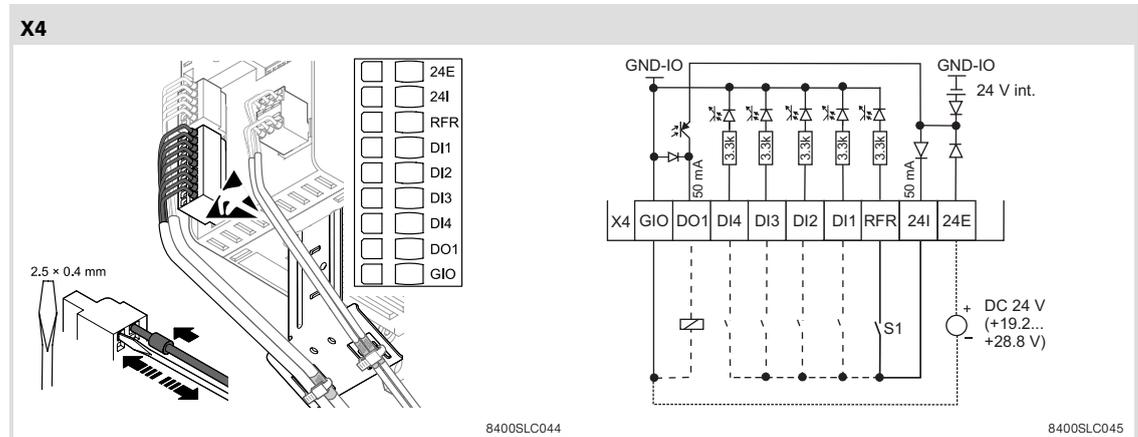 X4
24E
24I
RFR
DI1
DI2
DI3
DI4
DO1
GIO
2.5 × 0.4 mm
8400SLC044
GND-IO
GND-IO
24 V int.
3.3k
3.3k
3.3k
3.3k
3.3k
50 mA
50 mA
X4 GIO DO1 DI4 DI3 DI2 DI1 RFR 24I 24E
S1
+
DC 24 V
(+19.2...
+28.8 V)
–
8400SLC045